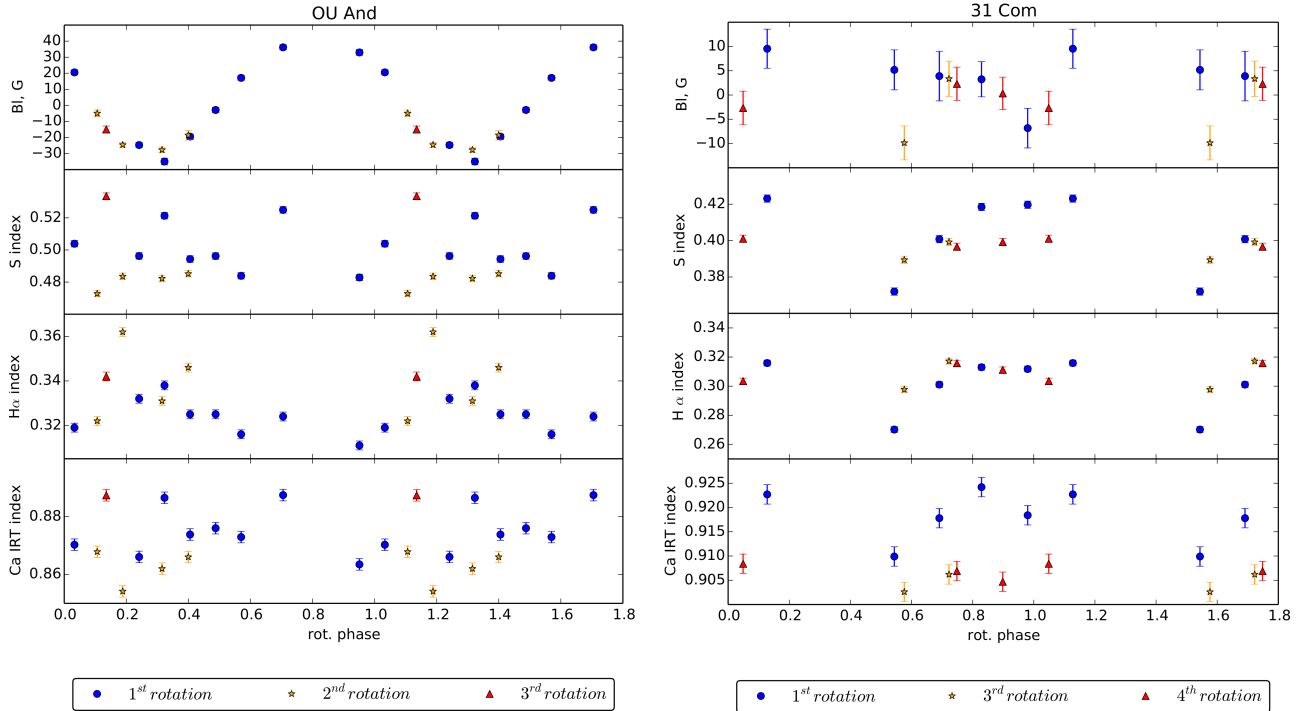 OU And
31 Com
40
30
20
10
0
−10
−20
−30
Bl, G
10
5
0
−5
−10
Bl, G
0.52
0.50
0.48
S index
0.42
0.40
0.38
S index
0.36
0.34
0.32
Hα index
0.34
0.32
0.30
0.28
0.26
H α index
0.88
0.86
Ca IRT index
0.925
0.920
0.915
0.910
0.905
Ca IRT index
0.0 0.2 0.4 0.6 0.8 1.0 1.2 1.4 1.6 1.8
rot. phase
0.0 0.2 0.4 0.6 0.8 1.0 1.2 1.4 1.6 1.8
rot. phase
1st rotation 2nd rotation 3rd rotation
1st rotation 3rd rotation 4th rotation